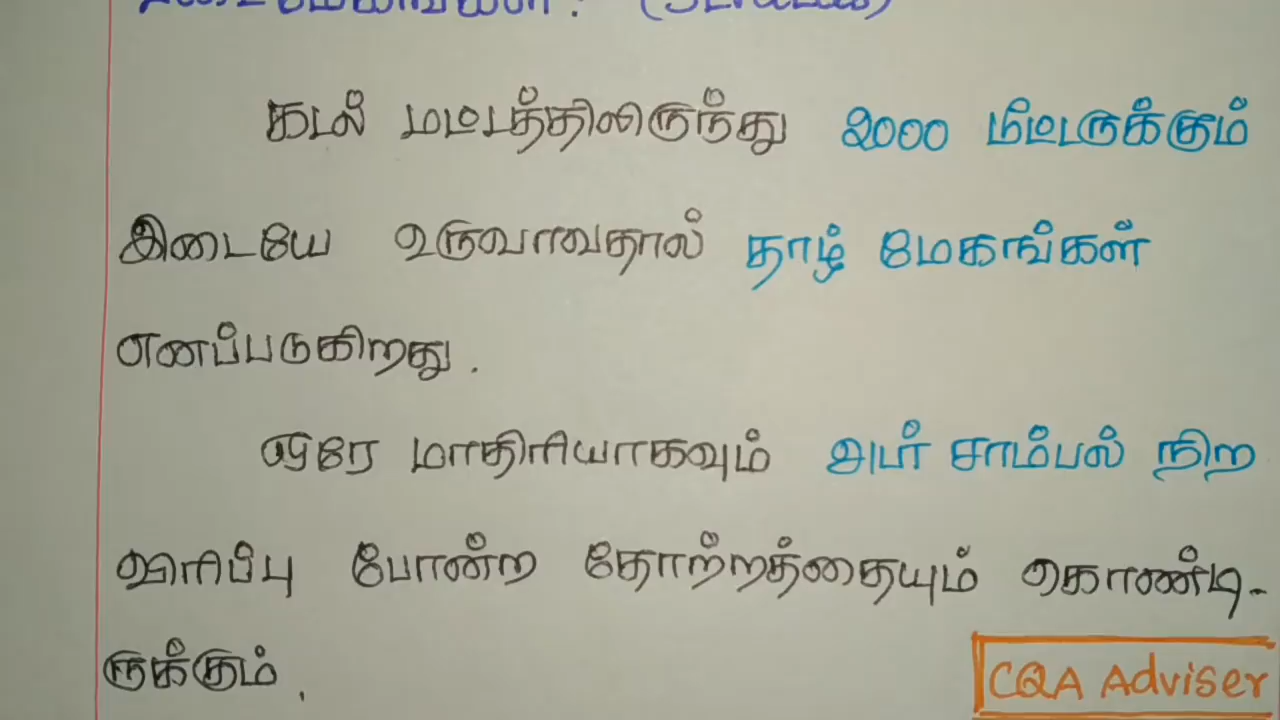 கடல் மட்டத்திலிருந்து 2000 மீட்டருக்கும்
இடையே உருவாவதால் தாழ் மேகங்கள்
எனப்படுகிறது.
ஒரே மாதிரியாகவும் அடர் சாம்பல் நிற
விரிப்பு போன்ற தோற்றத்தையும் கொண்டி-
ருக்கும்.
CQA Adviser